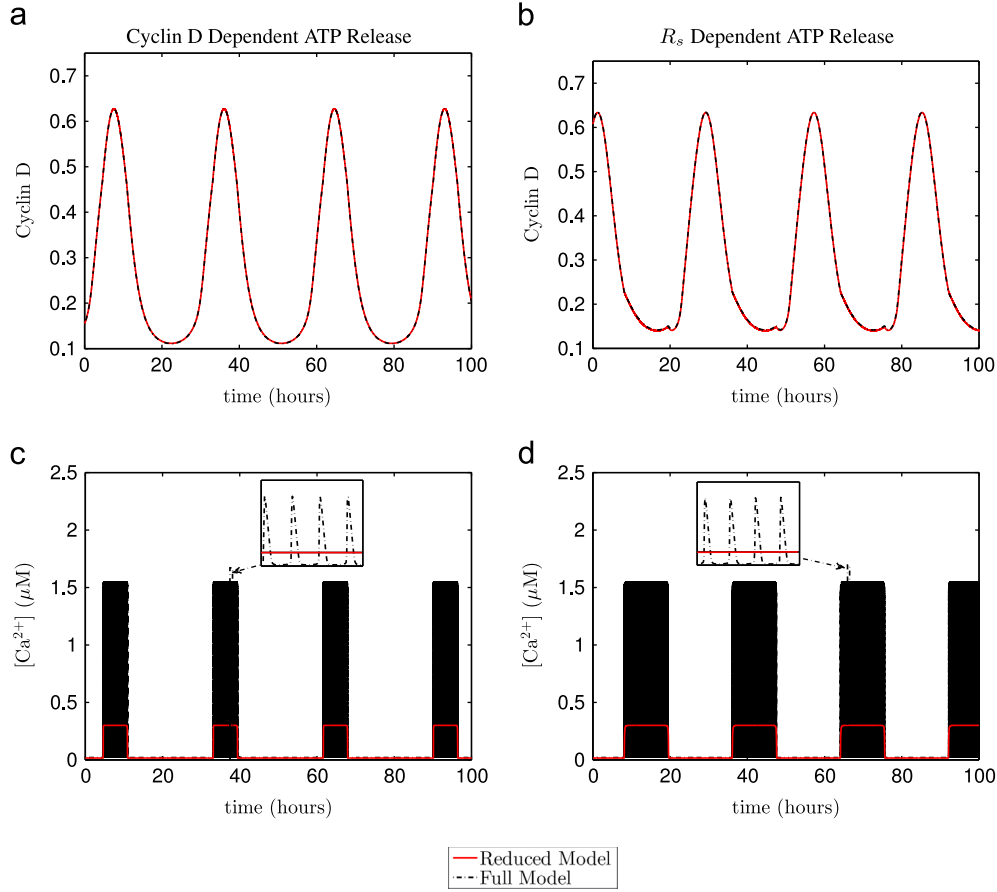 a
Cyclin D Dependent ATP Release
0.7
0.6
0.5
0.4
0.3
0.2
0.1
Cyclin D
0 20 40 60 80 100
time (hours)
b
R_s Dependent ATP Release
0.7
0.6
0.5
0.4
0.3
0.2
0.1
Cyclin D
0 20 40 60 80 100
time (hours)
c
2.5
2
1.5
1
0.5
0
[Ca²⁺] (μM)
0 20 40 60 80 100
time (hours)
d
2.5
2
1.5
1
0.5
0
[Ca²⁺] (μM)
0 20 40 60 80 100
time (hours)
Reduced Model
Full Model